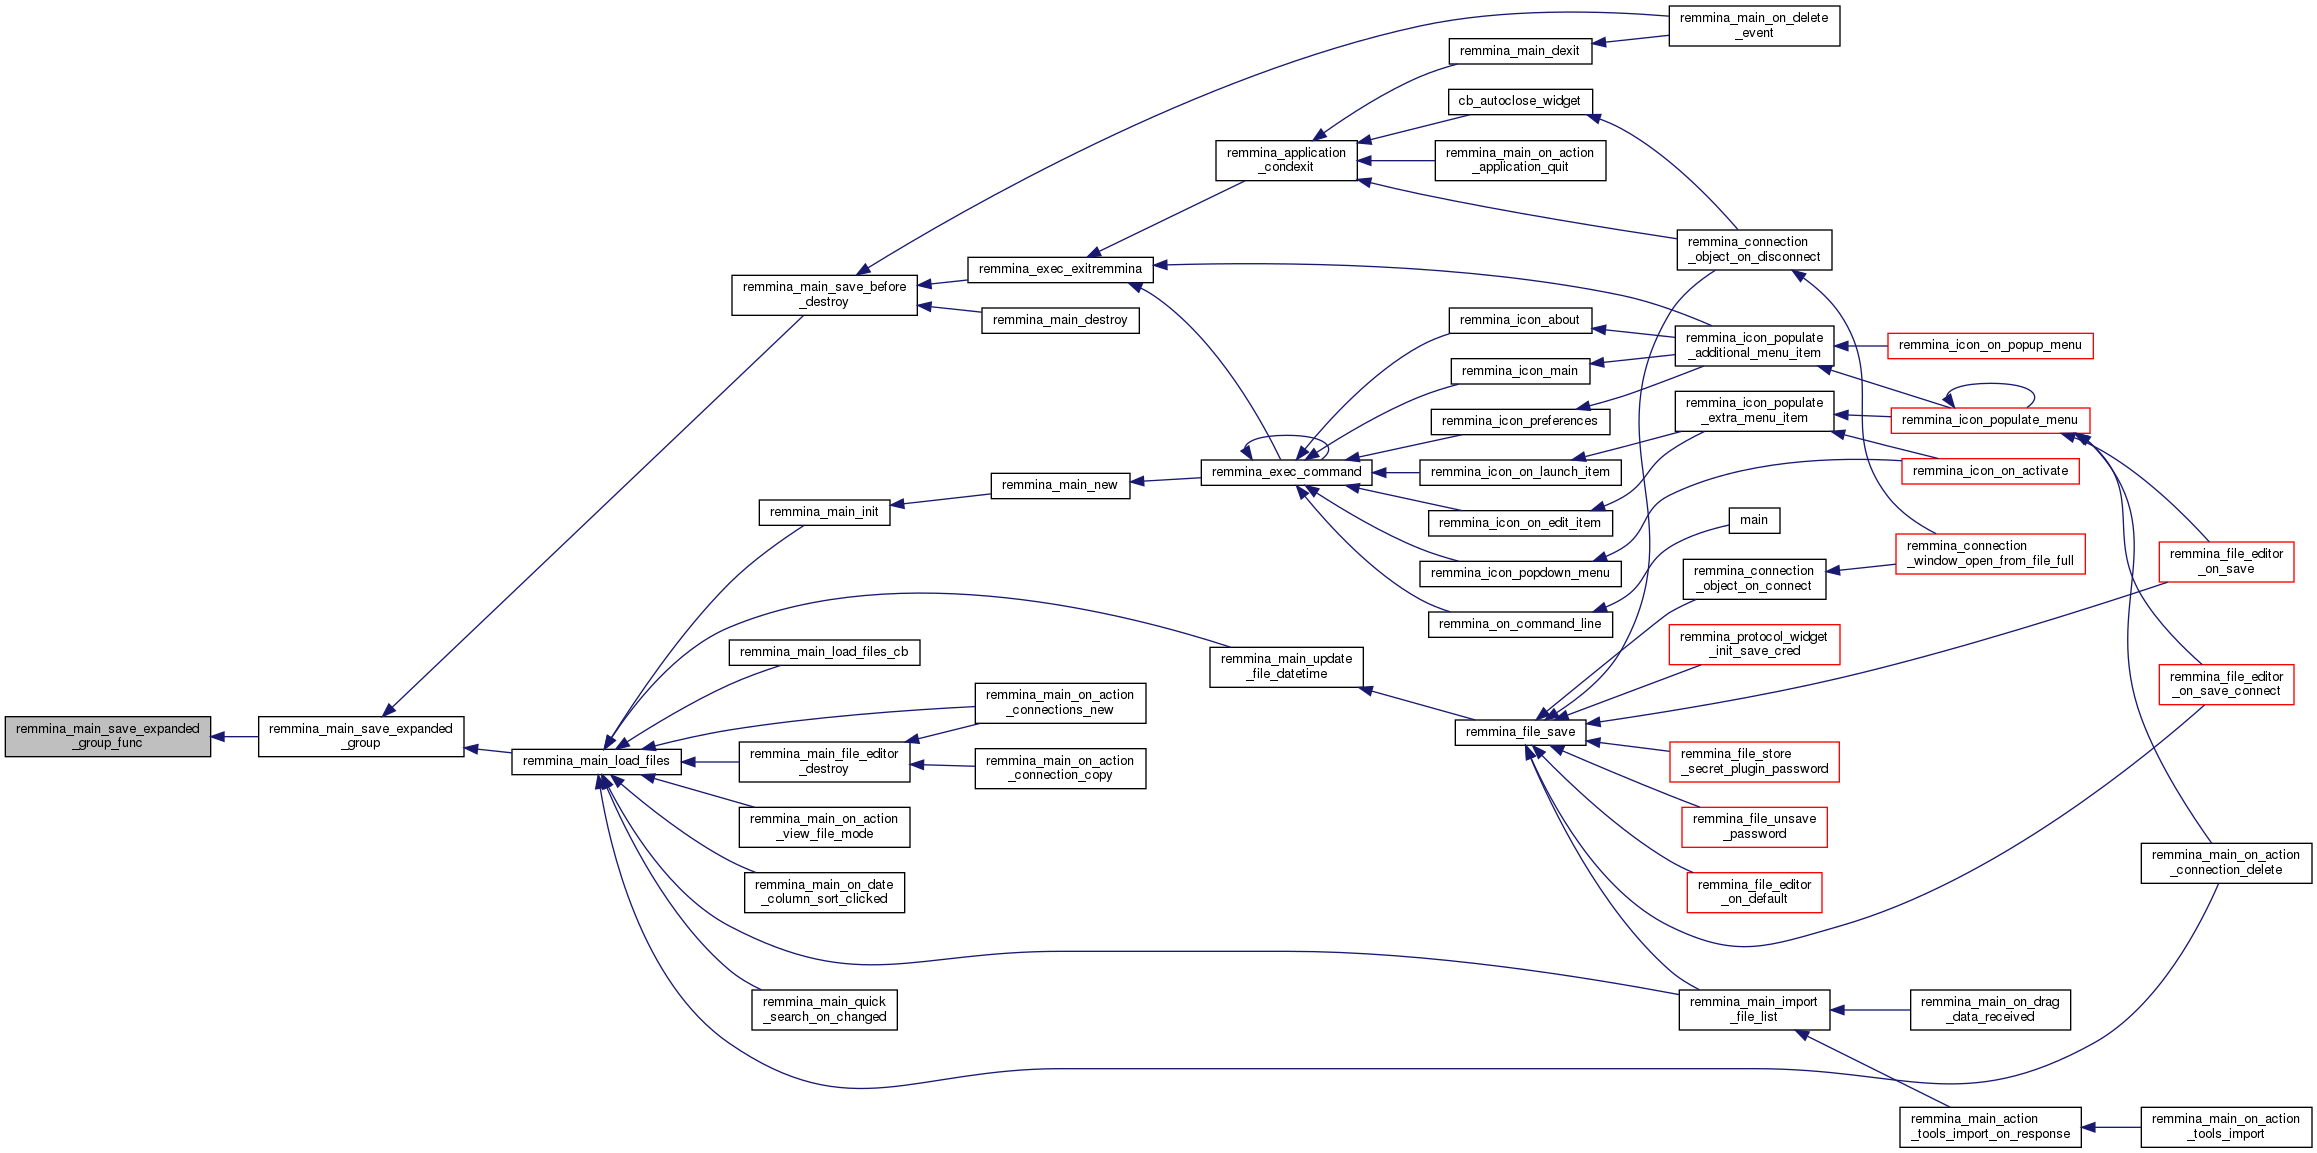 remmina_main_save_expanded
_group_func
remmina_main_save_expanded
_group
remmina_main_save_before
_destroy
remmina_main_load_files
remmina_main_init
remmina_main_load_files_cb
remmina_main_file_editor
_destroy
remmina_main_on_action
_view_file_mode
remmina_main_on_date
_column_sort_clicked
remmina_main_quick
_search_on_changed
remmina_exec_exitremmina
remmina_main_destroy
remmina_main_new
remmina_main_on_action
_connections_new
remmina_main_on_action
_connection_copy
remmina_application
_condexit
remmina_exec_command
remmina_main_update
_file_datetime
remmina_main_dexit
cb_autoclose_widget
remmina_main_on_action
_application_quit
remmina_icon_about
remmina_icon_main
remmina_icon_preferences
remmina_icon_on_launch_item
remmina_icon_on_edit_item
remmina_icon_popdown_menu
remmina_on_command_line
remmina_file_save
remmina_main_on_delete
_event
remmina_connection
_object_on_disconnect
remmina_icon_populate
_additional_menu_item
remmina_icon_populate
_extra_menu_item
main
remmina_connection
_object_on_connect
remmina_protocol_widget
_init_save_cred
remmina_file_store
_secret_plugin_password
remmina_file_unsave
_password
remmina_file_editor
_on_default
remmina_main_import
_file_list
remmina_icon_on_popup_menu
remmina_icon_populate_menu
remmina_icon_on_activate
remmina_connection
_window_open_from_file_full
remmina_main_on_drag
_data_received
remmina_main_action
_tools_import_on_response
remmina_file_editor
_on_save
remmina_file_editor
_on_save_connect
remmina_main_on_action
_connection_delete
remmina_main_on_action
_tools_import